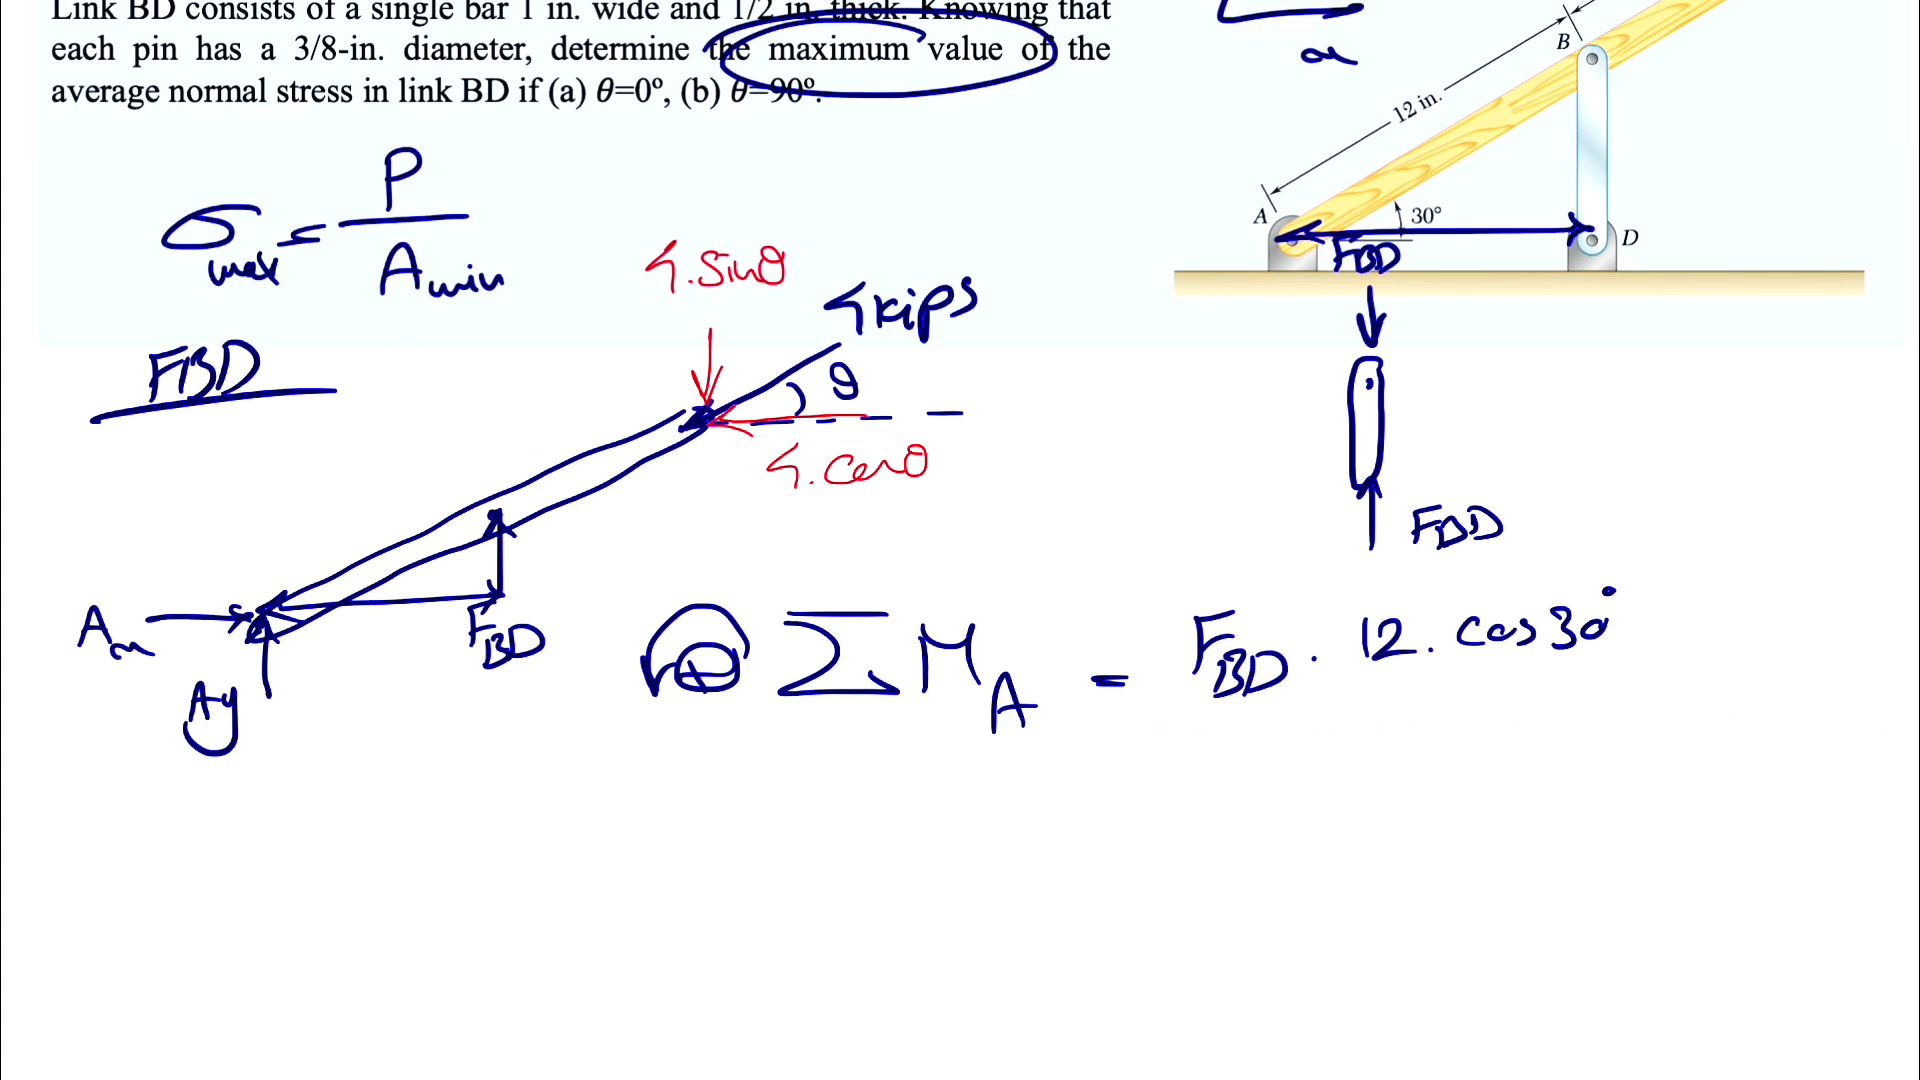 Link BD consists of a single bar 1 in. wide and 1/2 in. thick. Knowing that
each pin has a 3/8-in. diameter, determine the maximum value of the
average normal stress in link BD if (a) θ=0º, (b) θ=90º.
x
B
12 in.
A
30°
D
σmax = P / Amin
FBD
4.sinθ
4kips
θ
4.cosθ
FBD
FBD
Ax
Ay
FBD
+ ΣMA = FBD . 12. cos30°